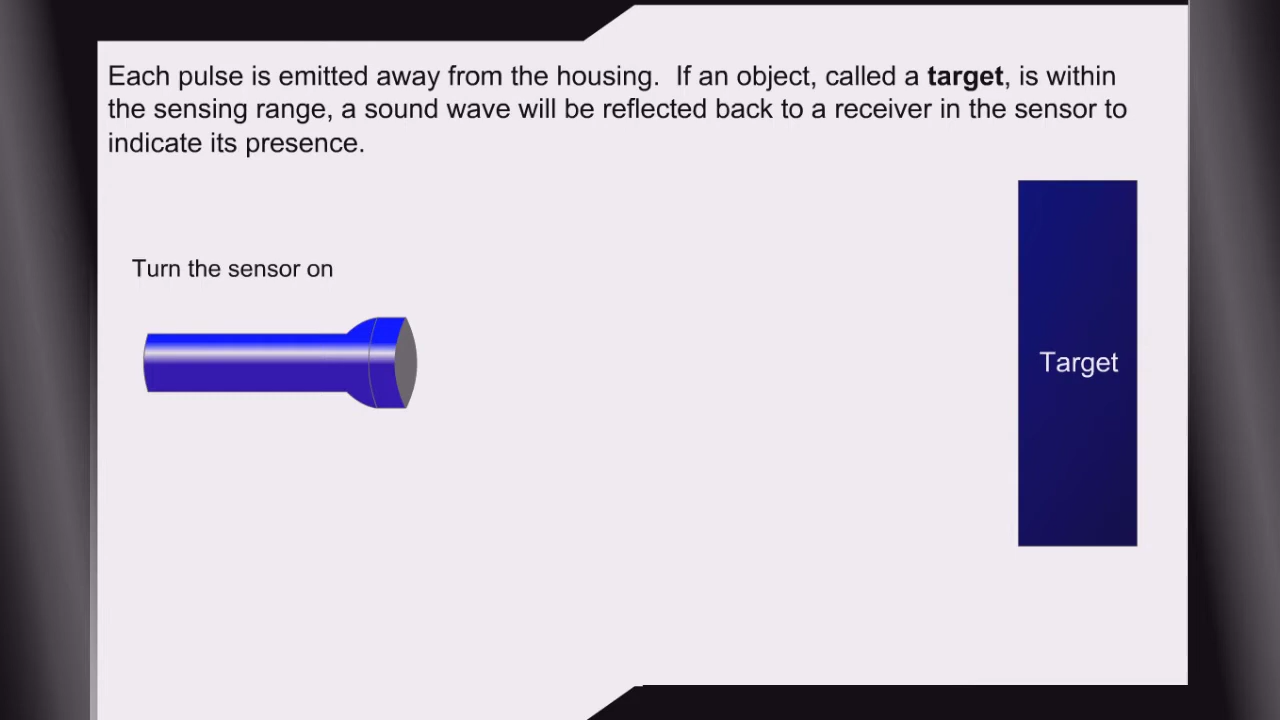 Each pulse is emitted away from the housing.  If an object, called a target, is within
the sensing range, a sound wave will be reflected back to a receiver in the sensor to
indicate its presence.
Turn the sensor on
Target